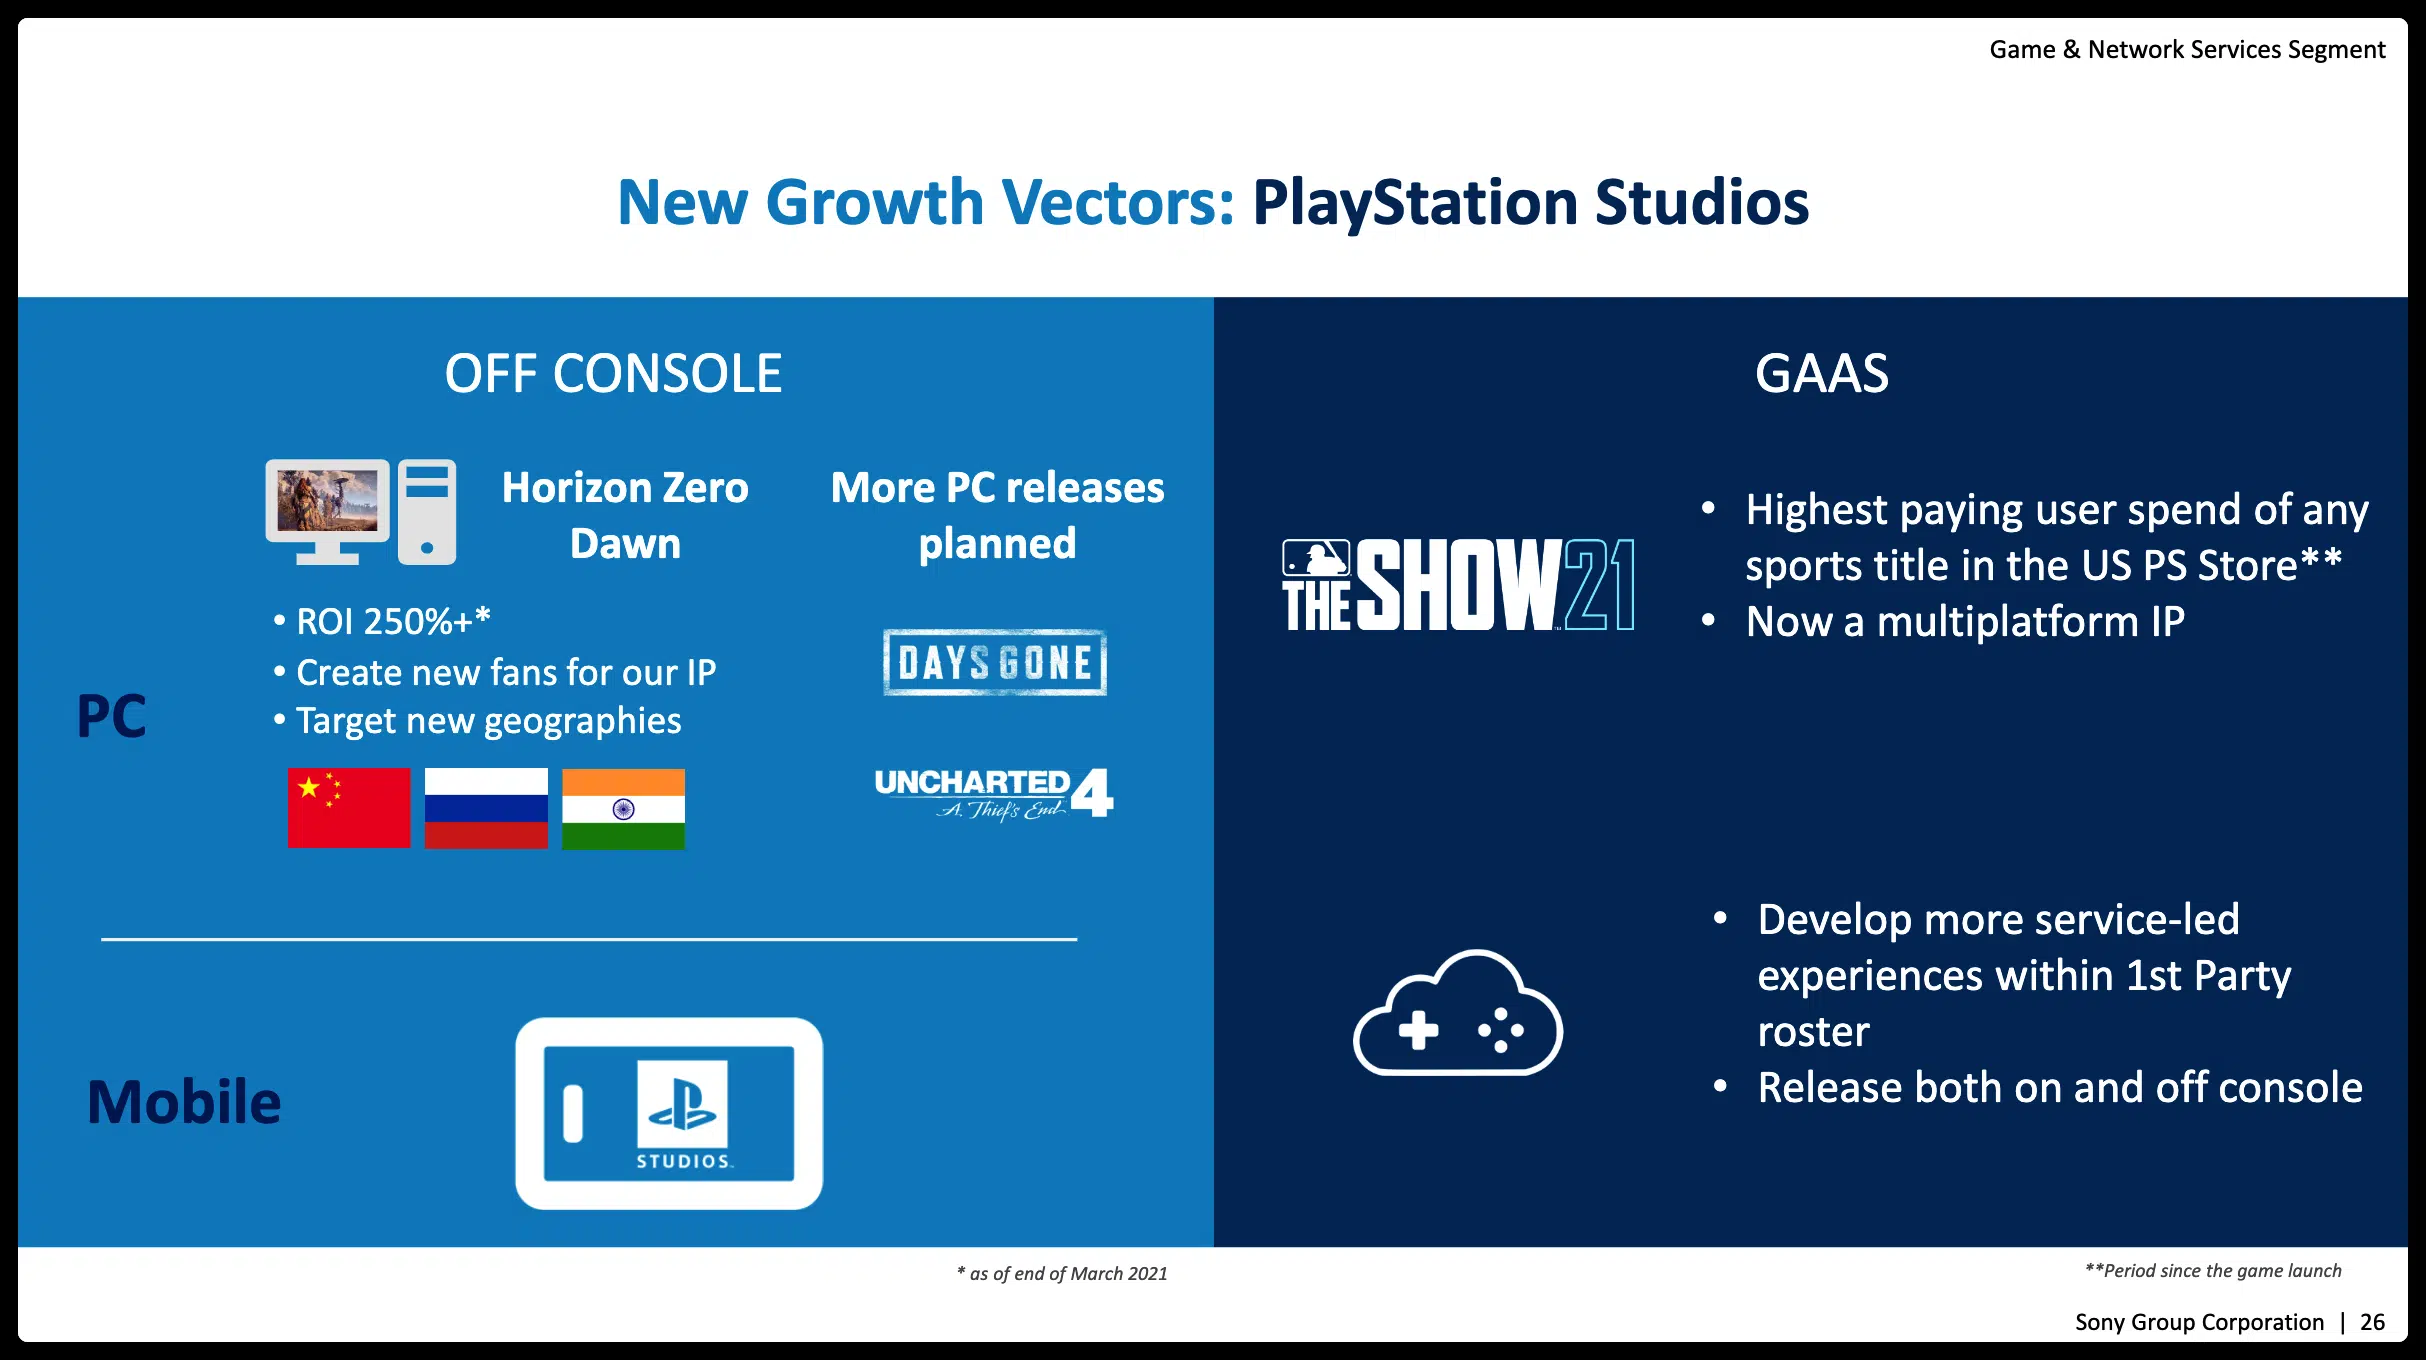 Game & Network Services Segment
New Growth Vectors: PlayStation Studios
OFF CONSOLE
PC
Horizon Zero
Dawn
• ROI 250%+*
• Create new fans for our IP
• Target new geographies
More PC releases
planned
DAYS GONE
UNCHARTED 4
A Thief's End
Mobile
STUDIOS™
GAAS
THE SHOW 21
• Highest paying user spend of any
sports title in the US PS Store**
• Now a multiplatform IP
• Develop more service-led
experiences within 1st Party
roster
• Release both on and off console
* as of end of March 2021
**Period since the game launch
Sony Group Corporation | 26